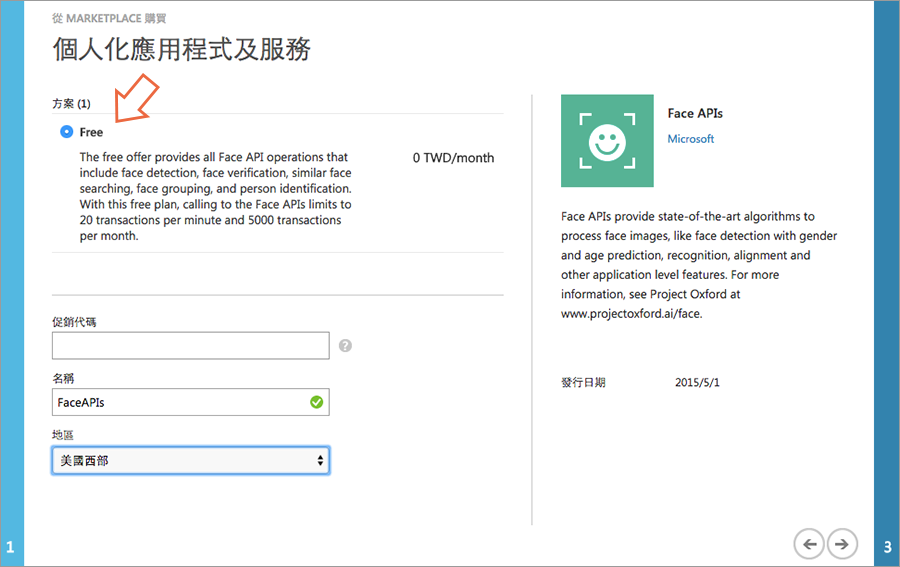 從 MARKETPLACE 購買
個人化應用程式及服務
方案 (1)
Free
The free offer provides all Face API operations that
include face detection, face verification, similar face
searching, face grouping, and person identification.
With this free plan, calling to the Face APIs limits to
20 transactions per minute and 5000 transactions
per month.
0 TWD/month
促銷代碼
?
名稱
FaceAPIs
地區
美國西部
Face APIs
Microsoft
Face APIs provide state-of-the-art algorithms to
process face images, like face detection with gender
and age prediction, recognition, alignment and
other application level features. For more
information, see Project Oxford at
www.projectoxford.ai/face.
發行日期 2015/5/1
1
3